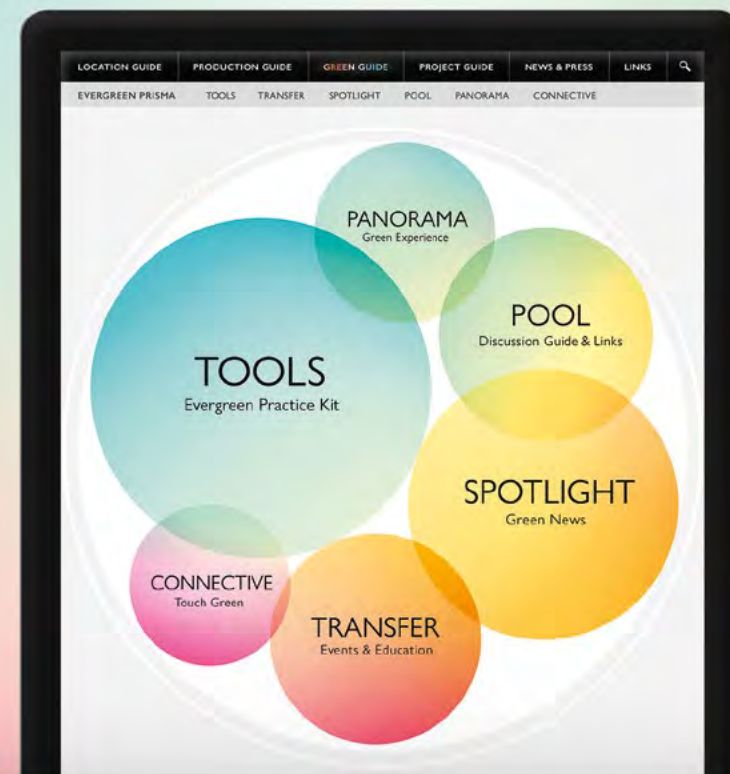 LOCATION GUIDE PRODUCTION GUIDE GREEN GUIDE PROJECT GUIDE NEWS & PRESS LINKS
EVERGREEN PRISMA TOOLS TRANSFER SPOTLIGHT POOL PANORAMA CONNECTIVE
PANORAMA
Green Experience
POOL
Discussion Guide & Links
TOOLS
Evergreen Practice Kit
SPOTLIGHT
Green News
CONNECTIVE
Touch Green
TRANSFER
Events & Education